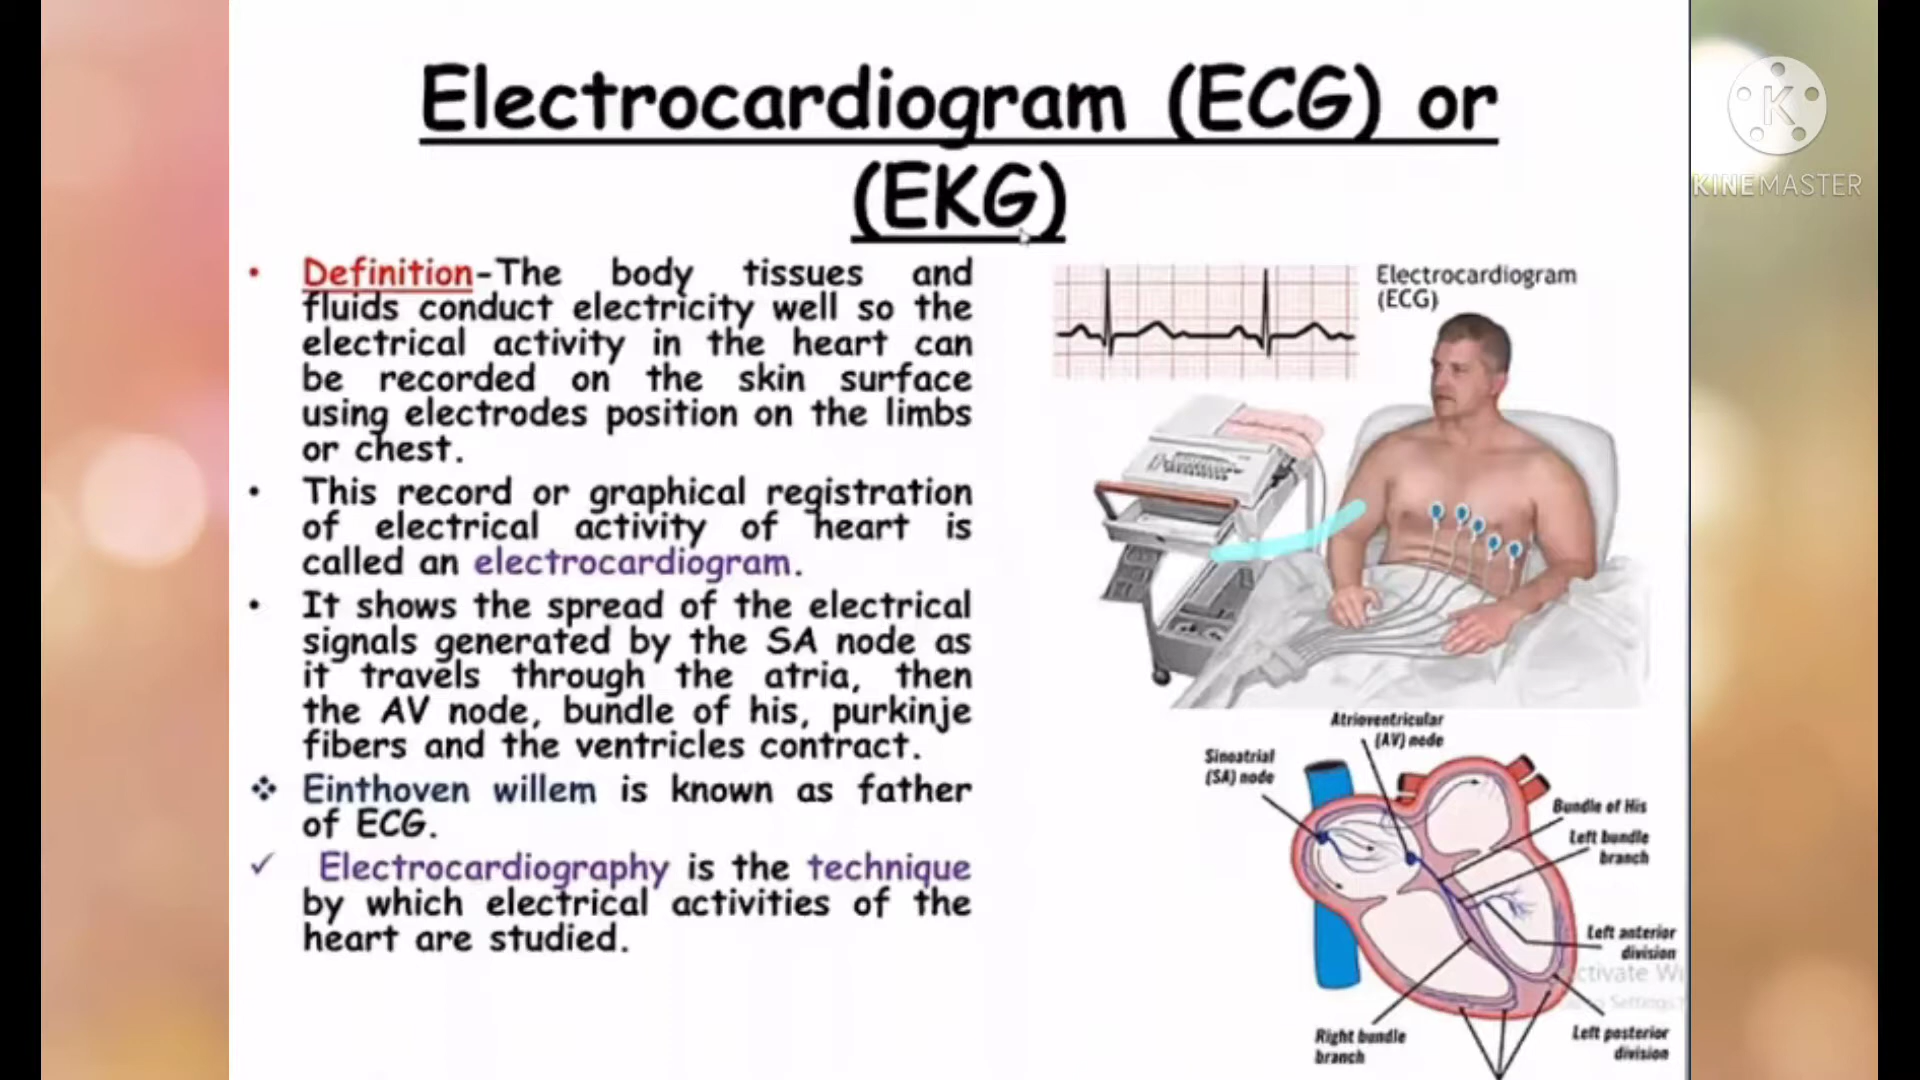 Electrocardiogram (ECG) or
(EKG)
• Definition-The body tissues and
fluids conduct electricity well so the
electrical activity in the heart can
be recorded on the skin surface
using electrodes position on the limbs
or chest.
• This record or graphical registration
of electrical activity of heart is
called an electrocardiogram.
• It shows the spread of the electrical
signals generated by the SA node as
it travels through the atria, then
the AV node, bundle of his, purkinje
fibers and the ventricles contract.
❖ Einthoven willem is known as father
of ECG.
✓ Electrocardiography is the technique
by which electrical activities of the
heart are studied.
Electrocardiogram
(ECG)
Atrioventricular
(AV) node
Sinoatrial
(SA) node
Bundle of His
Left bundle
branch
Left anterior
division
Left posterior
division
Right bundle
branch
K
KINEMASTER